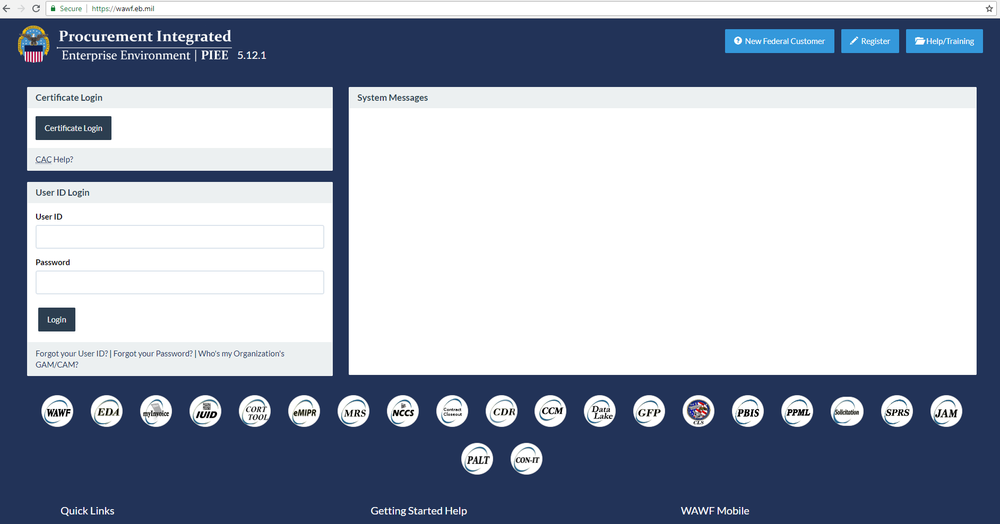 Secure
https://wawf.eb.mil
Procurement Integrated
Enterprise Environment | PIEE 5.12.1
New Federal Customer
Register
Help/Training
Certificate Login
Certificate Login
CAC Help?
User ID Login
User ID
Password
Login
Forgot your User ID? | Forgot your Password? | Who's my Organization's
GAM/CAM?
System Messages
WAWF
EDA
myInvoice
IUID
CORT
TOOL
eMIPR
MRS
NCCS
Contract
Closeout
CDR
CCM
Data
Lake
GFP
CLS
PBIS
PPML
Solicitation
SPRS
JAM
PALT
CON-IT
Quick Links
Getting Started Help
WAWF Mobile